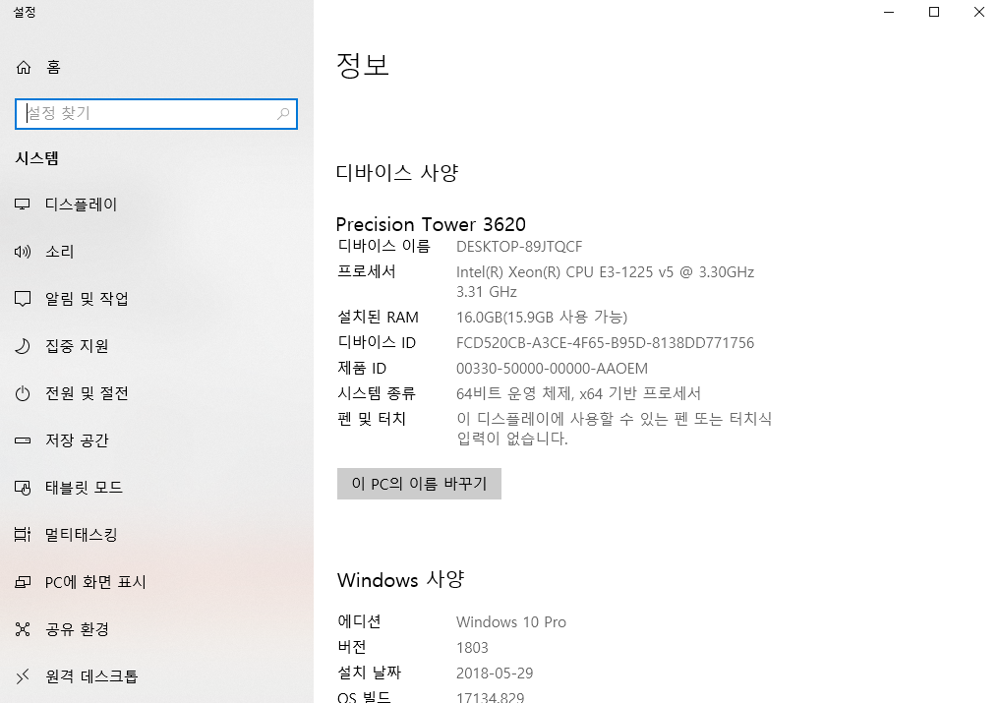 설정
홈
설정 찾기
시스템
디스플레이
소리
알림 및 작업
집중 지원
전원 및 절전
저장 공간
태블릿 모드
멀티태스킹
PC에 화면 표시
공유 환경
원격 데스크톱
정보
디바이스 사양
Precision Tower 3620
디바이스 이름 DESKTOP-89JTQCF
프로세서 Intel(R) Xeon(R) CPU E3-1225 v5 @ 3.30GHz
3.31 GHz
설치된 RAM 16.0GB(15.9GB 사용 가능)
디바이스 ID FCD520CB-A3CE-4F65-B95D-8138DD771756
제품 ID 00330-50000-00000-AAOEM
시스템 종류 64비트 운영 체제, x64 기반 프로세서
펜 및 터치 이 디스플레이에 사용할 수 있는 펜 또는 터치식
입력이 없습니다.
이 PC의 이름 바꾸기
Windows 사양
에디션 Windows 10 Pro
버전 1803
설치 날짜 2018-05-29
OS 빌드 17134.829